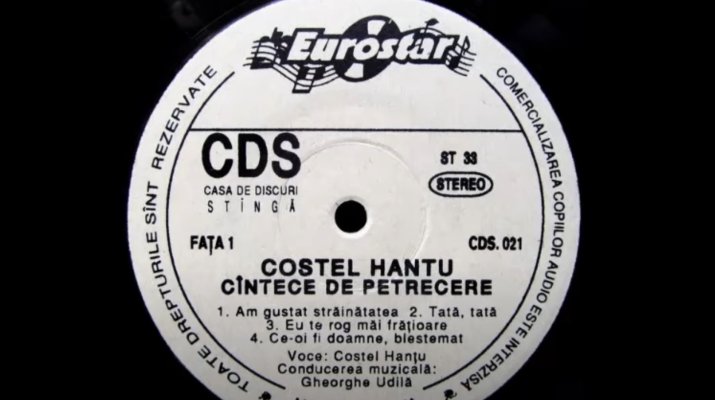 Eurostar
TOATE DREPTURILE SÎNT REZERVATE
COMERCIALIZAREA COPIILOR AUDIO ESTE INTERZISĂ
CDS
CASA DE DISCURI
STÎNGĂ
ST 33
STEREO
FAȚA 1
CDS. 021
COSTEL HANTU
CÎNTECE DE PETRECERE
1. Am gustat străinătatea 2. Tată, tată
3. Eu te rog măi frățioare
4. Ce-oi fi doamne, blestemat
Voce: Costel Hanțu
Conducerea muzicală:
Gheorghe Udilă